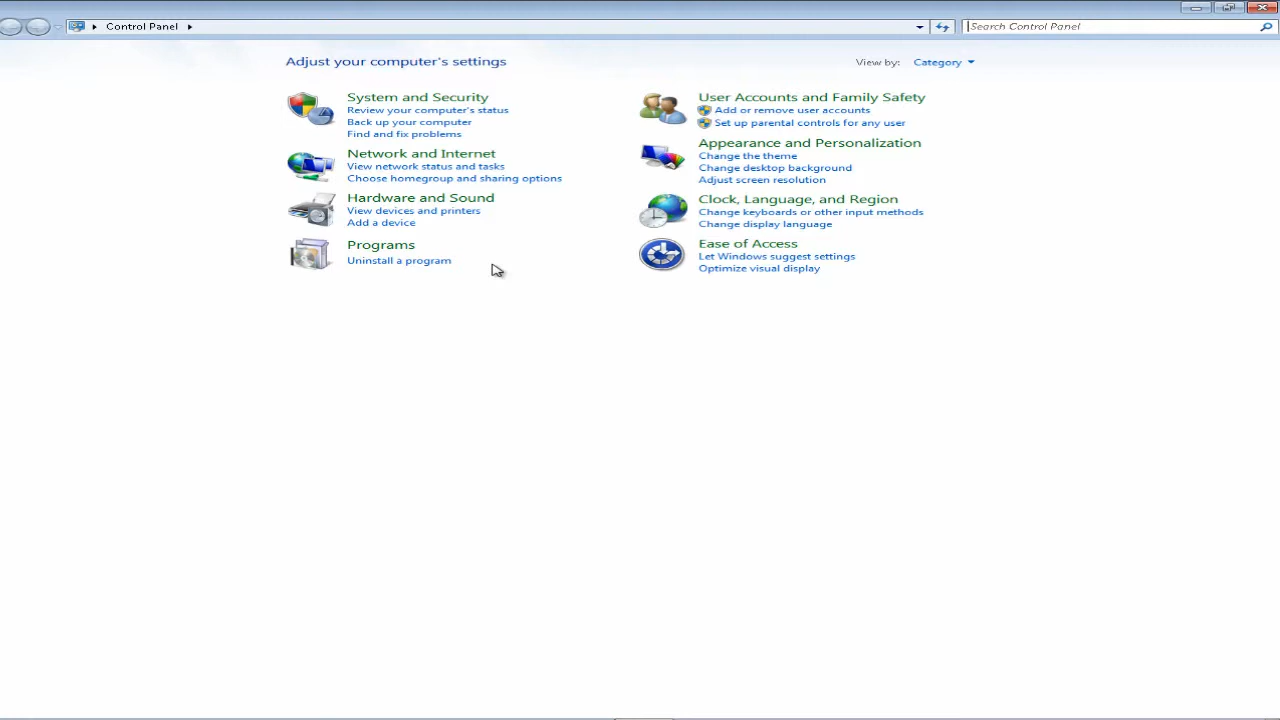 Control Panel
Search Control Panel
Adjust your computer's settings
View by: Category
System and Security
Review your computer's status
Back up your computer
Find and fix problems
Network and Internet
View network status and tasks
Choose homegroup and sharing options
Hardware and Sound
View devices and printers
Add a device
Programs
Uninstall a program
User Accounts and Family Safety
Add or remove user accounts
Set up parental controls for any user
Appearance and Personalization
Change the theme
Change desktop background
Adjust screen resolution
Clock, Language, and Region
Change keyboards or other input methods
Change display language
Ease of Access
Let Windows suggest settings
Optimize visual display